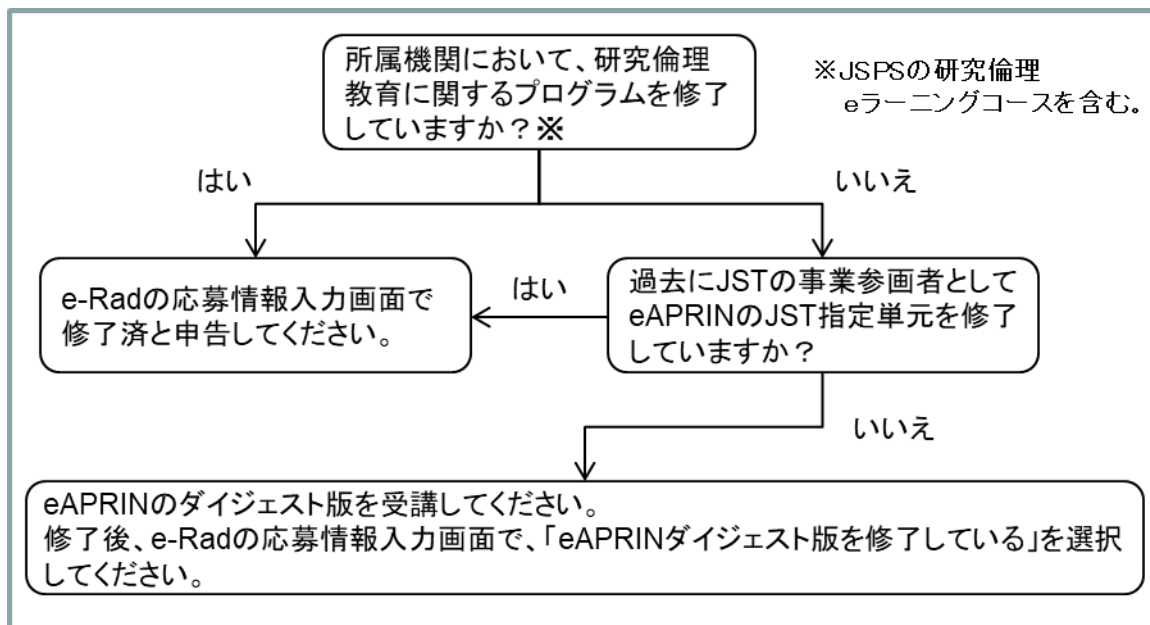 所属機関において、研究倫理
教育に関するプログラムを修了
していますか？※
※JSPSの研究倫理
eラーニングコースを含む。
はい
いいえ
e-Radの応募情報入力画面で
修了済と申告してください。
はい
過去にJSTの事業参画者として
eAPRINのJST指定単元を修了
していますか？
いいえ
eAPRINのダイジェスト版を受講してください。
修了後、e-Radの応募情報入力画面で、「eAPRINダイジェスト版を修了している」を選択
してください。